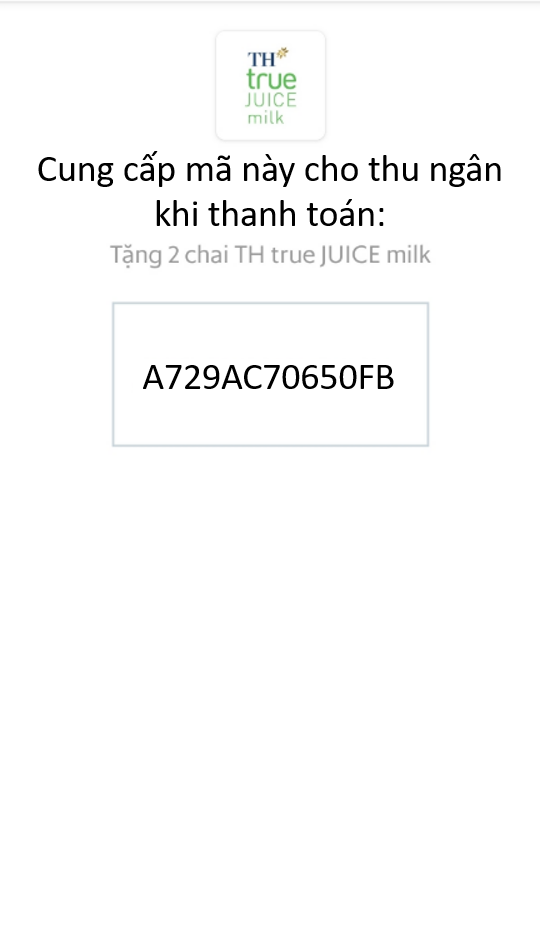 TH
true
JUICE
milk
Cung cấp mã này cho thu ngân
khi thanh toán:
Tặng 2 chai TH true JUICE milk
A729AC70650FB